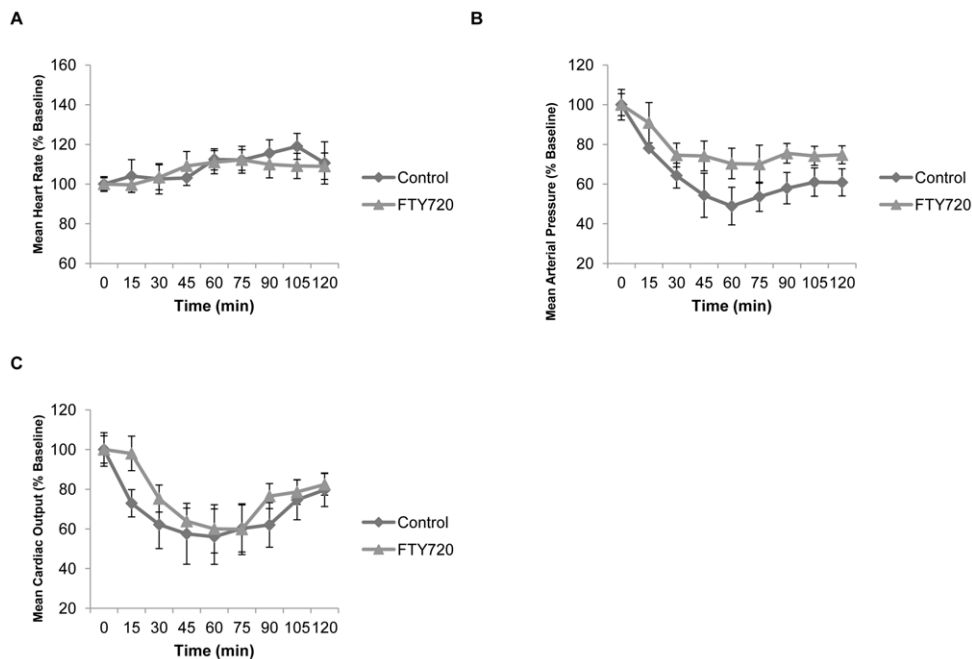 A
Mean Heart Rate (% Baseline)
160
140
120
100
80
60
0 15 30 45 60 75 90 105 120
Time (min)
Control
FTY720
B
Mean Arterial Pressure (% Baseline)
120
100
80
60
40
20
0 15 30 45 60 75 90 105 120
Time (min)
Control
FTY720
C
Mean Cardiac Output (% Baseline)
120
100
80
60
40
20
0 15 30 45 60 75 90 105 120
Time (min)
Control
FTY720